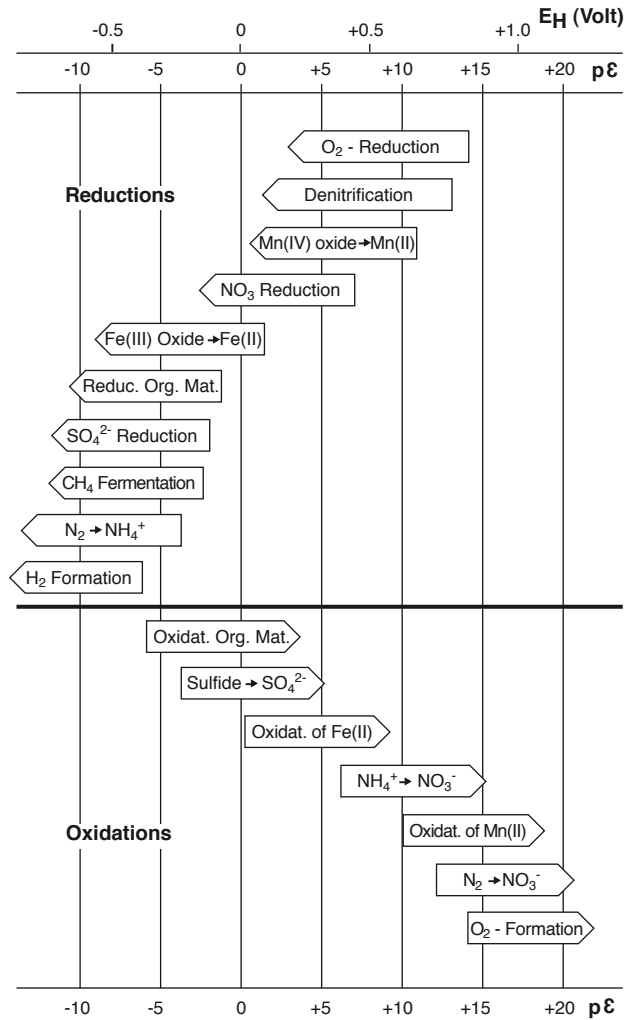 E_H (Volt)
-0.5 0 +0.5 +1.0
-10 -5 0 +5 +10 +15 +20 pƐ
O₂ - Reduction
Reductions Denitrification
Mn(IV) oxide→Mn(II)
NO₃ Reduction
Fe(III) Oxide→Fe(II)
Reduc. Org. Mat.
SO₄²⁻ Reduction
CH₄ Fermentation
N₂→NH₄⁺
H₂ Formation
Oxidat. Org. Mat.
Sulfide→SO₄²⁻
Oxidat. of Fe(II)
NH₄⁺→NO₃⁻
Oxidations Oxidat. of Mn(II)
N₂→NO₃⁻
O₂ - Formation
-10 -5 0 +5 +10 +15 +20 pƐ